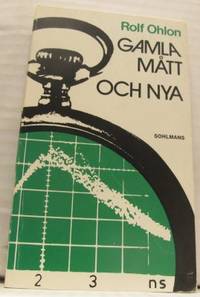 Rolf Ohlon
GAMLA
MÅTT
OCH NYA
SOHLMANS
2 3 ns